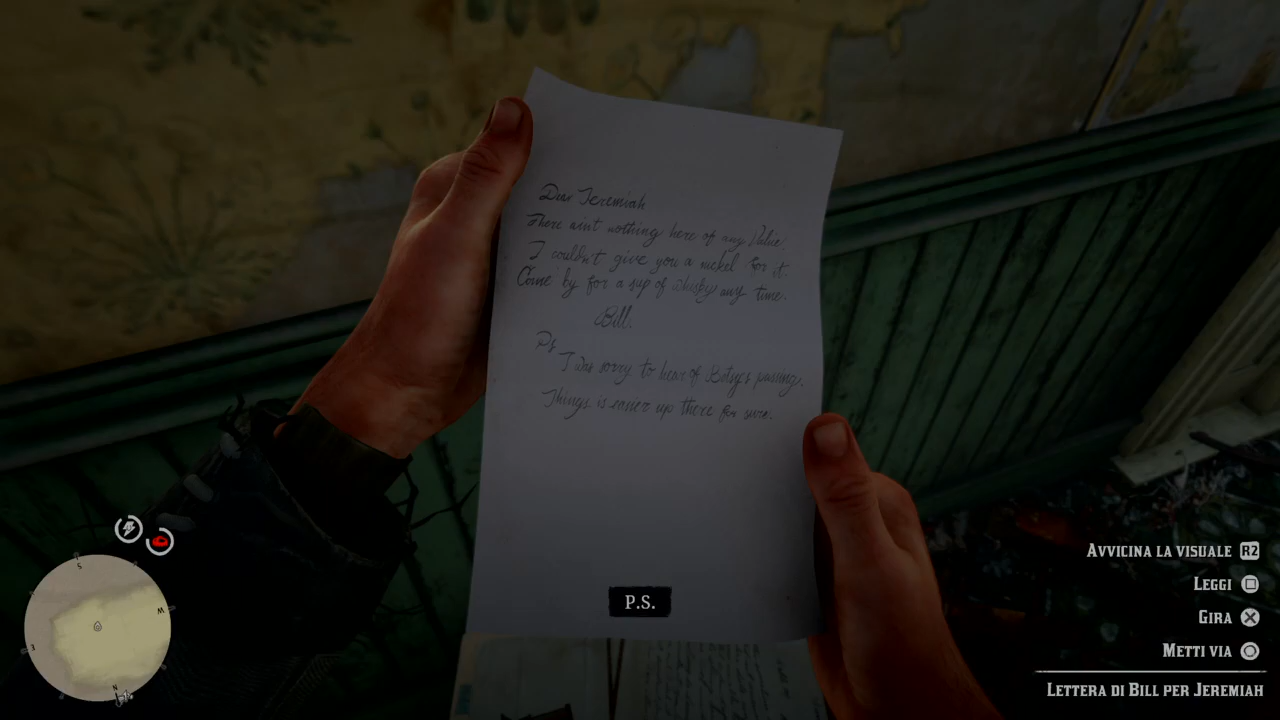 Dear Jeremiah
There aint nothing here of any Value.
I couldn't give you a nickel for it.
Come by for a sup of Whisky any time.
Bill.
Ps
I was sorry to hear of Betsy's passing.
Things is easier up there for sure.
P.S.
AVVICINA LA VISUALE R2
LEGGI
GIRA
METTI VIA
LETTERA DI BILL PER JEREMIAH
S
W
N
E